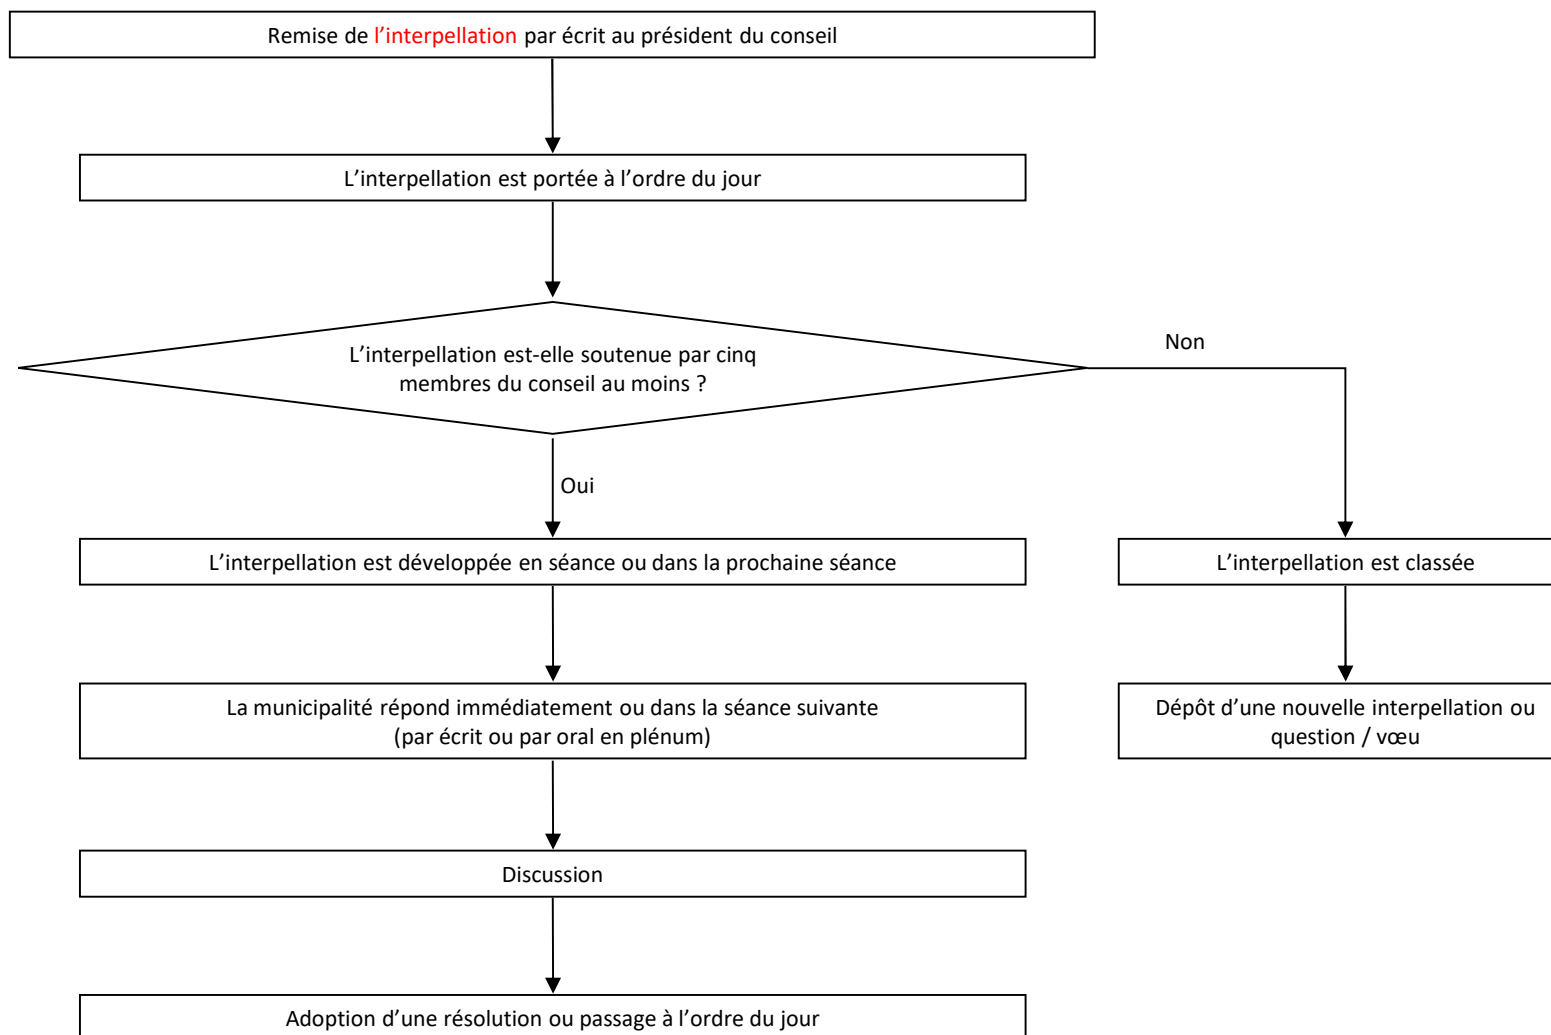 Remise de l’interpellation par écrit au président du conseil
L’interpellation est portée à l’ordre du jour
L’interpellation est-elle soutenue par cinq
membres du conseil au moins ?
Non
Oui
L’interpellation est développée en séance ou dans la prochaine séance
L’interpellation est classée
La municipalité répond immédiatement ou dans la séance suivante
(par écrit ou par oral en plénum)
Dépôt d’une nouvelle interpellation ou
question / vœu
Discussion
Adoption d’une résolution ou passage à l’ordre du jour